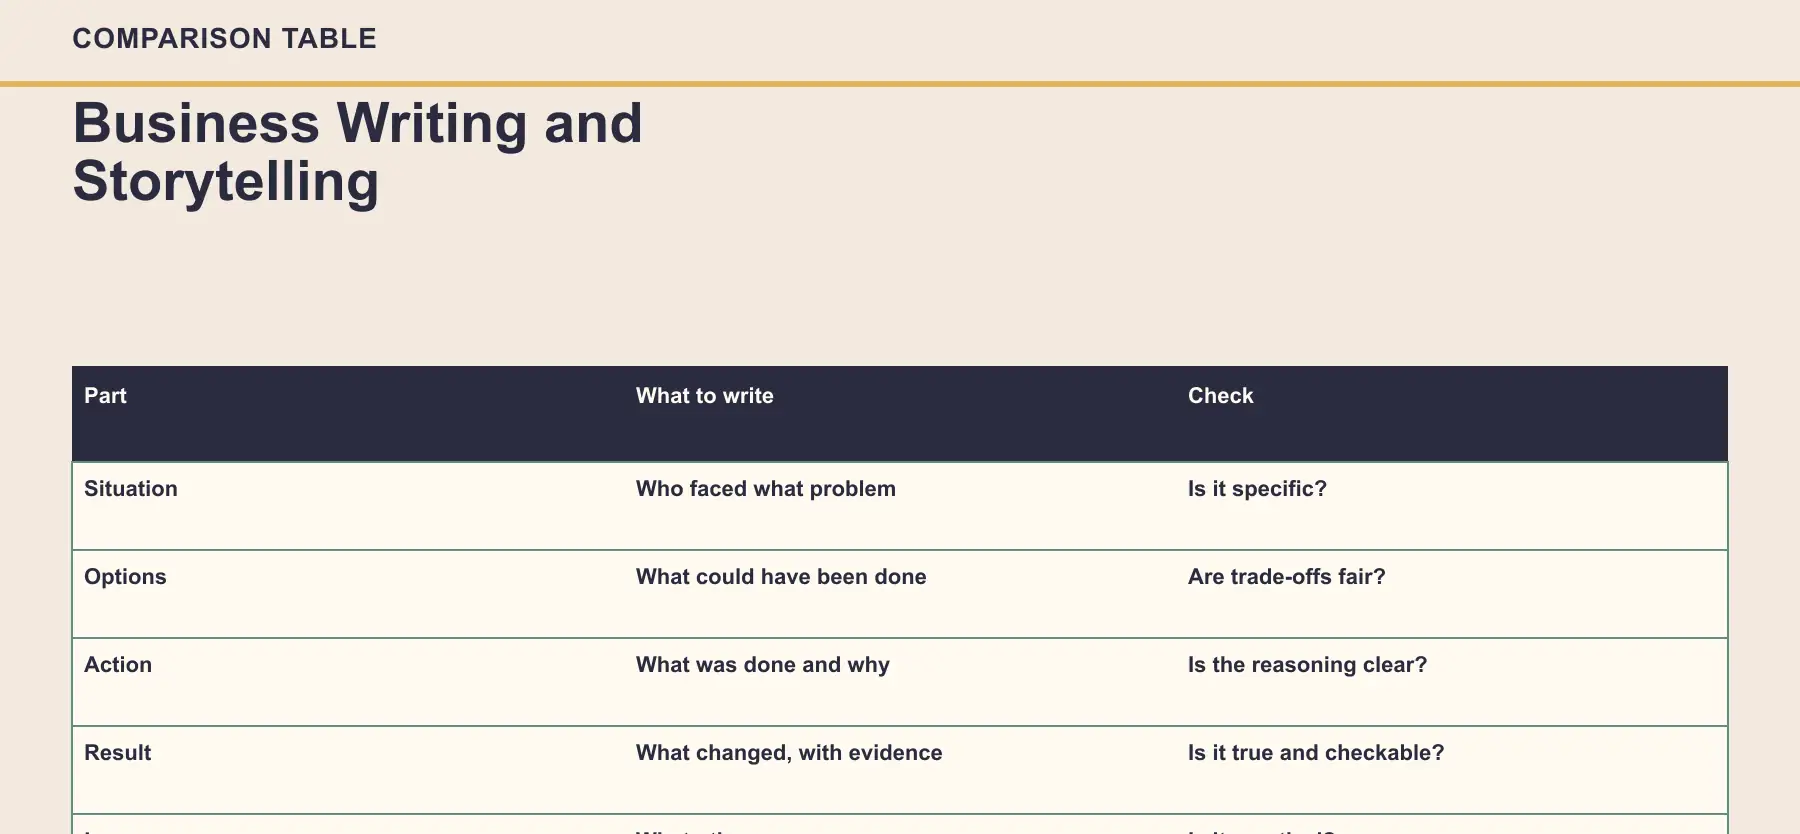 COMPARISON TABLE
Business Writing and
Storytelling
Part What to write Check
Situation Who faced what problem Is it specific?
Options What could have been done Are trade-offs fair?
Action What was done and why Is the reasoning clear?
Result What changed, with evidence Is it true and checkable?